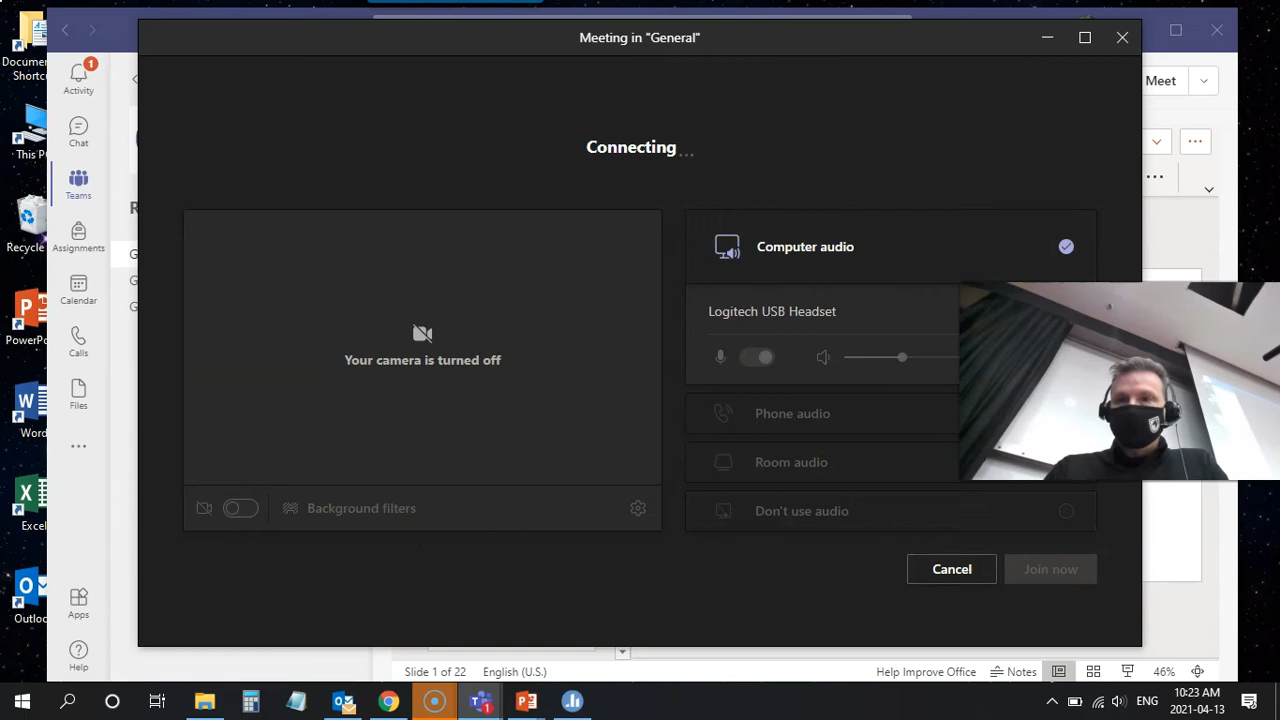 Docum
Shortc
This P
Recycle
PowerPo
Word
Excel
Outlo
1
Activity
Chat
Teams
Assignments
Calendar
Calls
Files
Apps
Help
R
G
G
G
Meet
Meeting in "General"
Connecting...
Your camera is turned off
Background filters
Computer audio
Logitech USB Headset
Phone audio
Room audio
Don't use audio
Cancel
Join now
Slide 1 of 22
English (U.S.)
Help Improve Office
Notes
46%
ENG
10:23 AM
2021-04-13